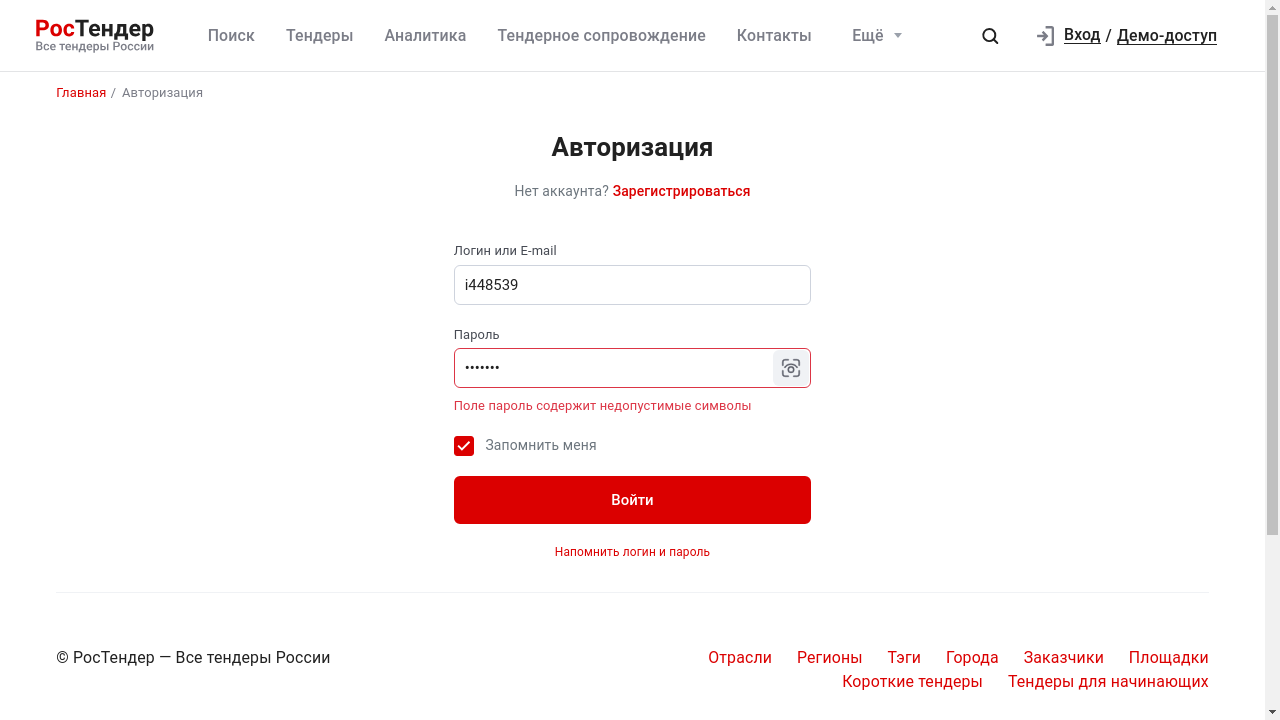 РосТендер
Все тендеры России
Поиск Тендеры Аналитика Тендерное сопровождение Контакты Ещё
Вход / Демо-доступ
Главная / Авторизация
Авторизация
Нет аккаунта? Зарегистрироваться
Логин или E-mail
i448539
Пароль
•••••••
Поле пароль содержит недопустимые символы
Запомнить меня
Войти
Напомнить логин и пароль
© РосТендер — Все тендеры России
Отрасли Регионы Тэги Города Заказчики Площадки
Короткие тендеры Тендеры для начинающих